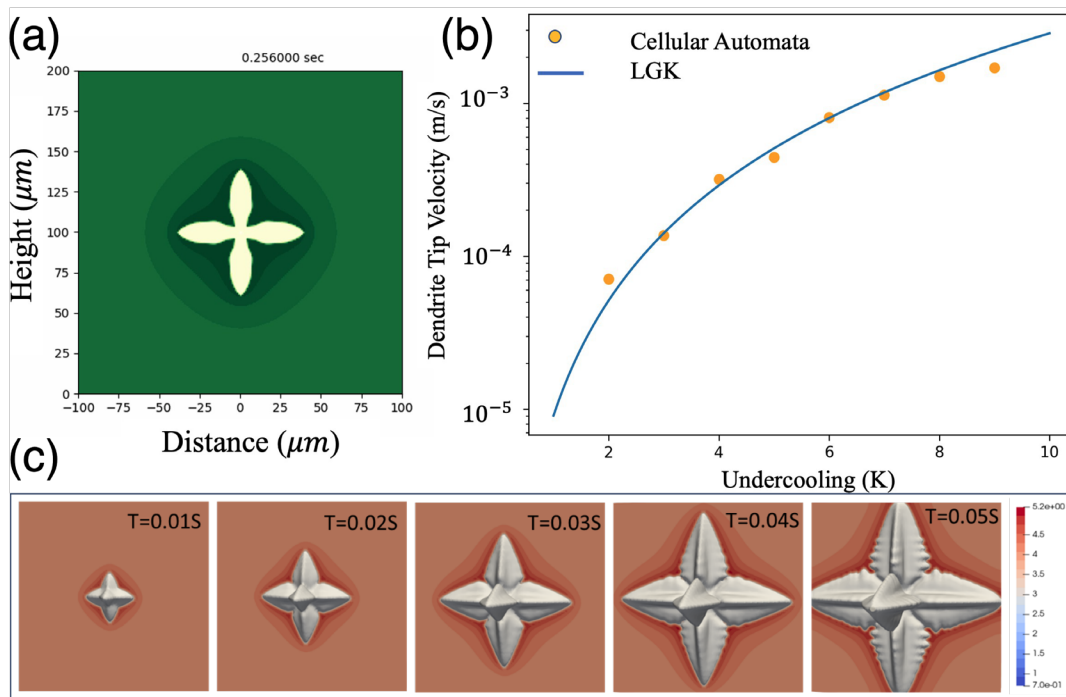 (a)
0.256000 sec
200
175
150
125
100
75
50
25
0
Height (μm)
−100 −75 −50 −25 0 25 50 75 100
Distance (μm)
(b)
Cellular Automata
LGK
10⁻³
10⁻⁴
10⁻⁵
Dendrite Tip Velocity (m/s)
2 4 6 8 10
Undercooling (K)
(c)
T=0.01S
T=0.02S
T=0.03S
T=0.04S
T=0.05S
5.2e+00
4.5
4
3.5
3
2.5
2
1.5
1
7.0e-01